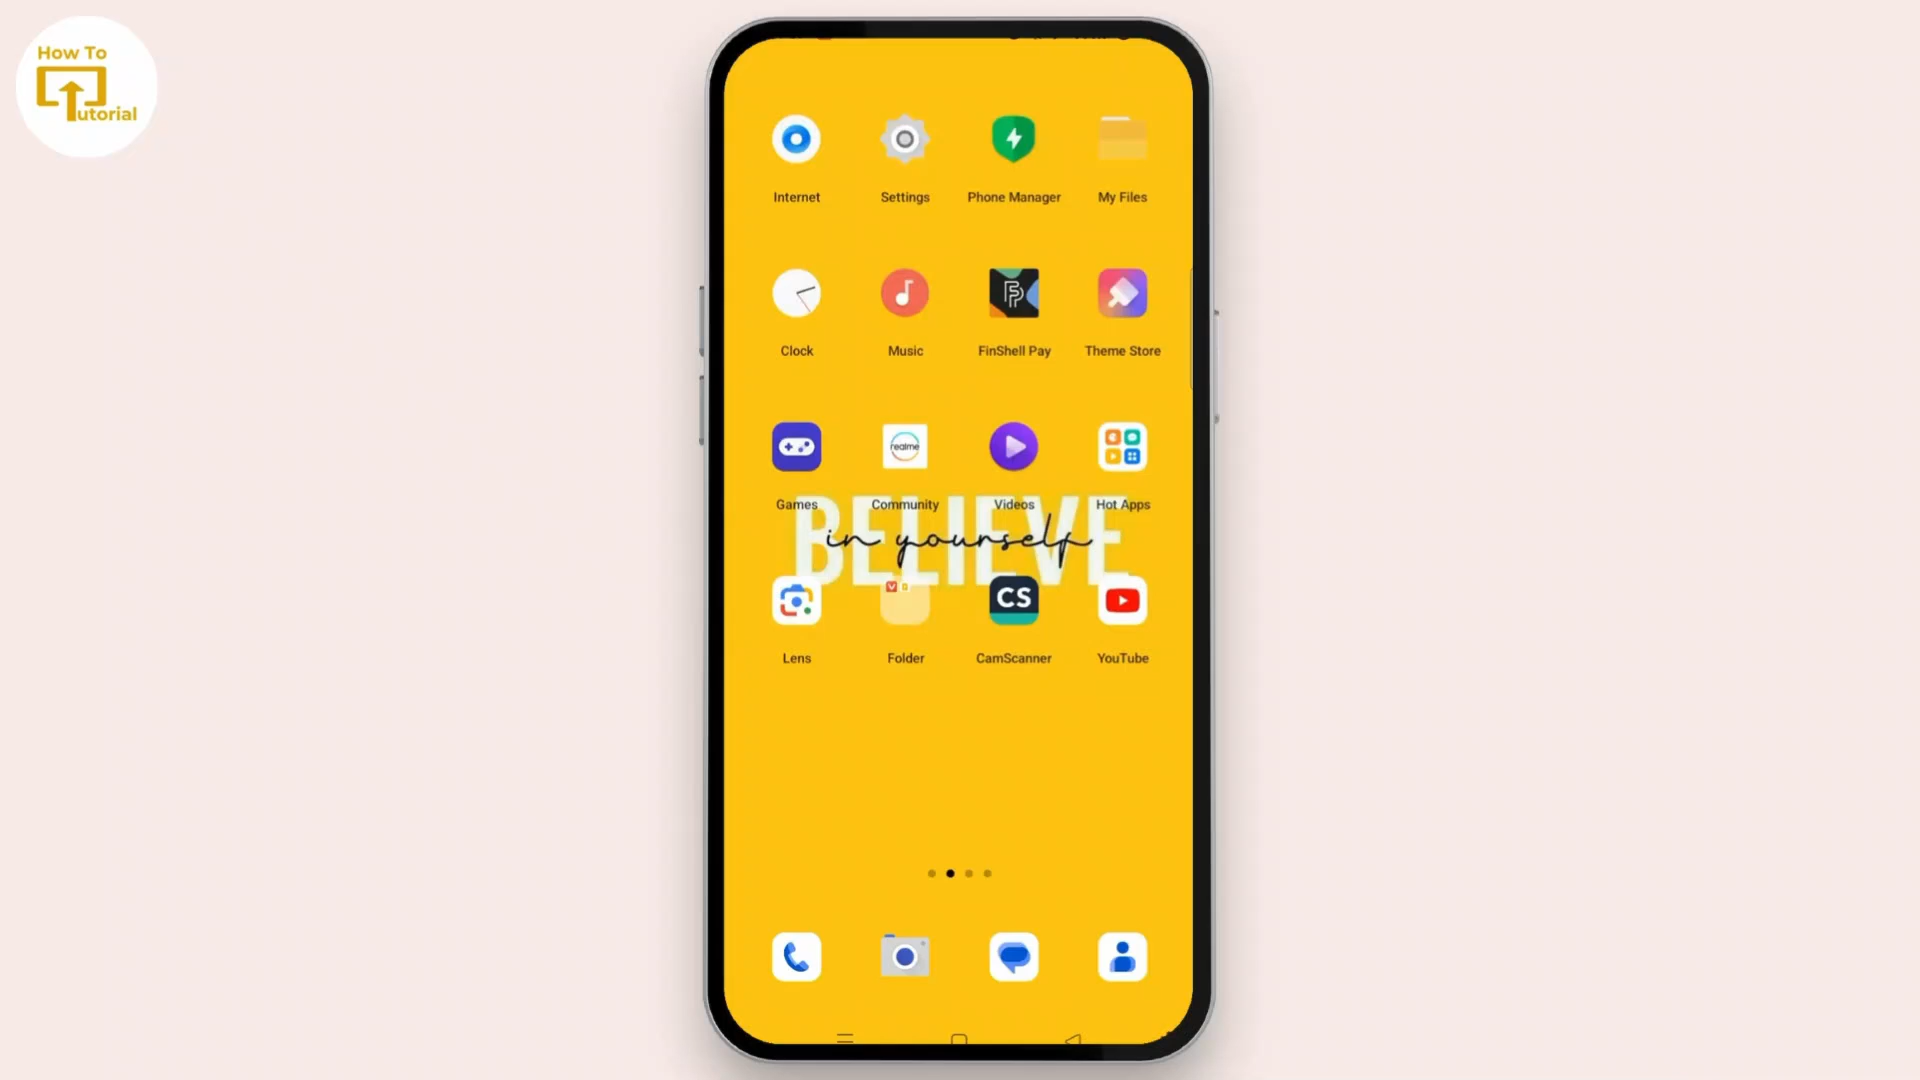 How To
Tutorial
Internet
Settings
Phone Manager
My Files
Clock
Music
FinShell Pay
Theme Store
realme
Games
Community
Videos
Hot Apps
BELIEVE
in yourself
CS
Lens
Folder
CamScanner
YouTube